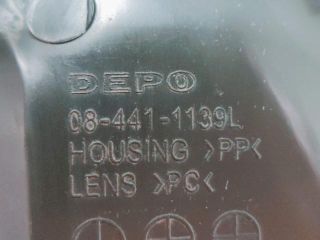 DEPO
08-441-1139L
HOUSING >PP<
LENS >PC<